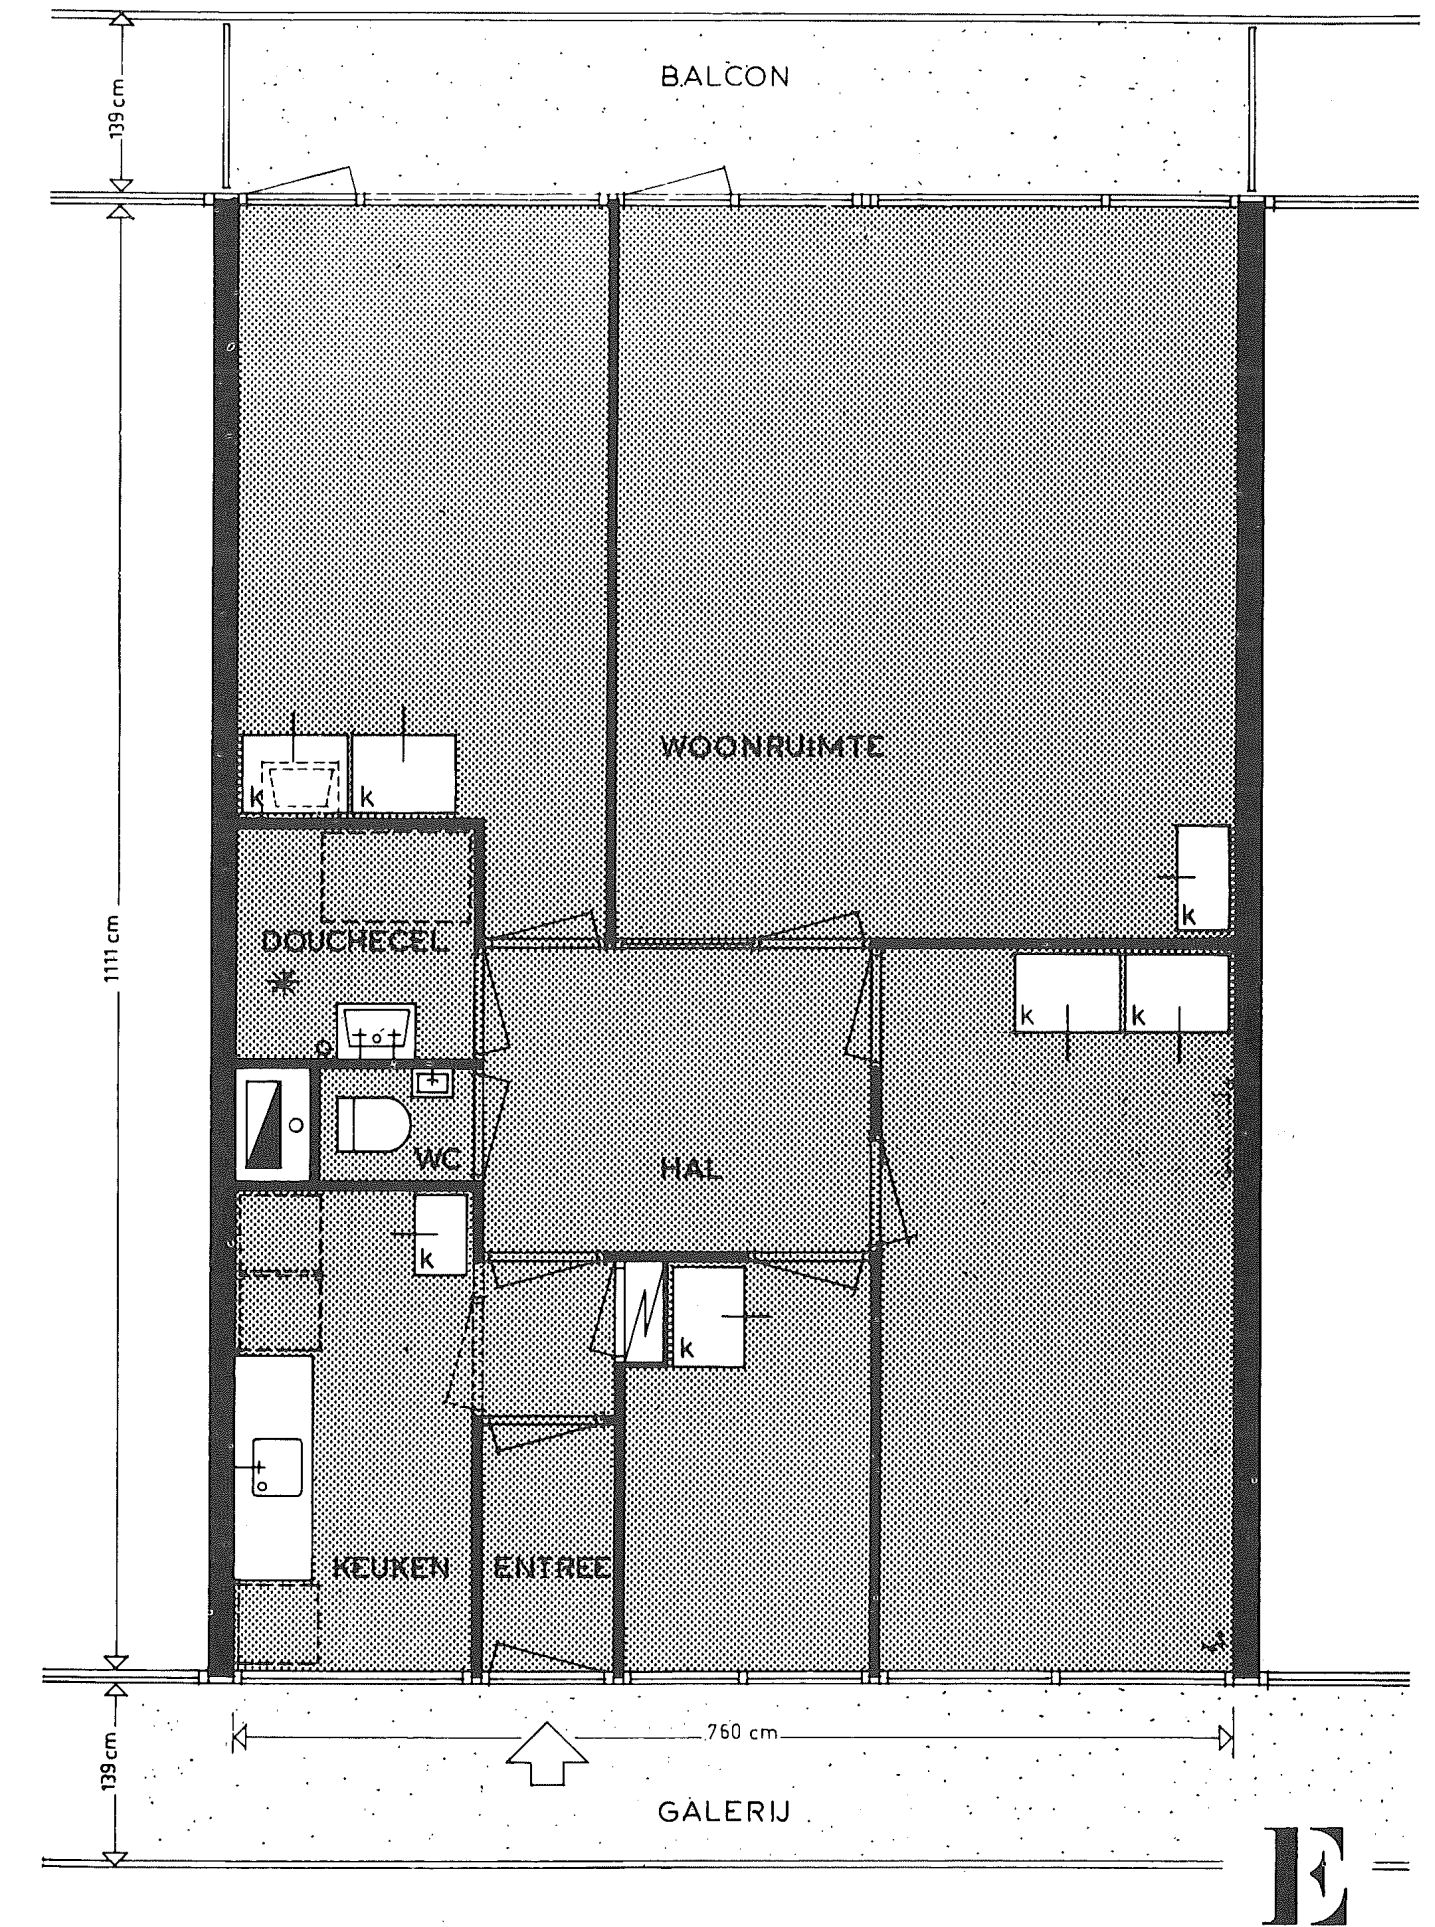 BALCON
139 cm
WOONRUIMTE
k
k
k
DOUCHECEL
k
k
1111 cm
WC
HAL
k
k
KEUKEN
ENTREE
760 cm
139 cm
GALERIJ
E